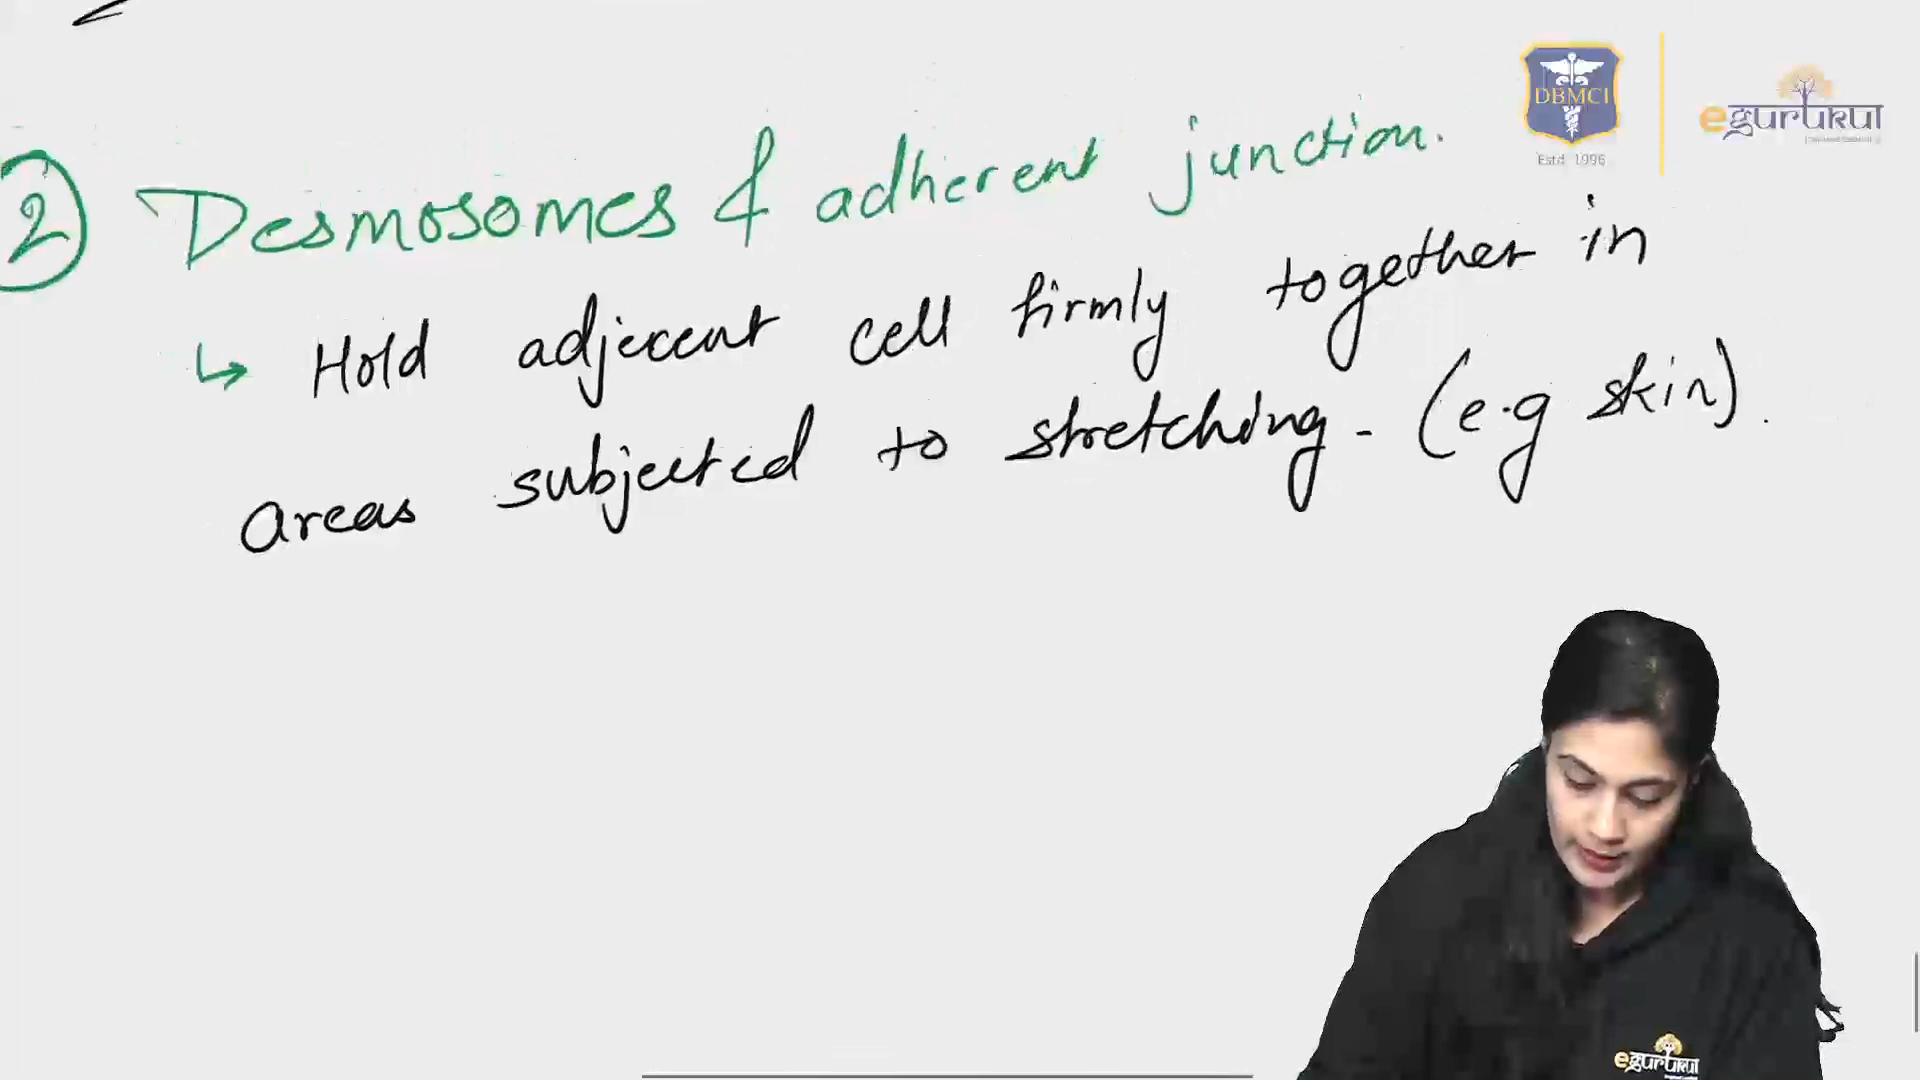 DBMCI
Estd. 1996
egurukul
2 Desmosomes & adherent junction.
↳ Hold adjecent cell firmly together in
areas subjected to stretching - (e.g skin).
egurukul